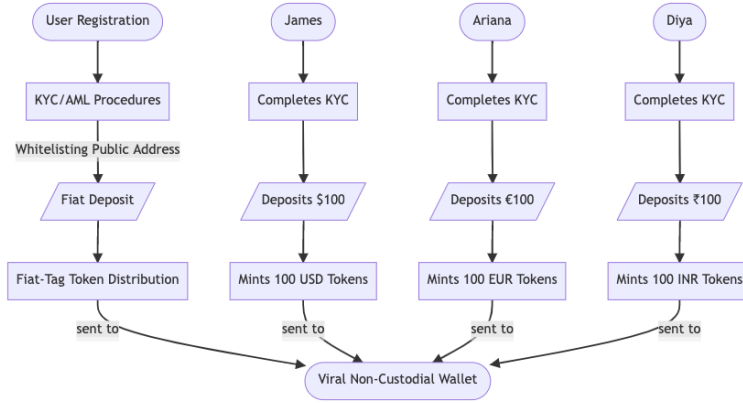 User Registration
James
Ariana
Diya
KYC/AML Procedures
Completes KYC
Completes KYC
Completes KYC
Whitelisting Public Address
Fiat Deposit
Deposits $100
Deposits €100
Deposits ₹100
Fiat-Tag Token Distribution
Mints 100 USD Tokens
Mints 100 EUR Tokens
Mints 100 INR Tokens
sent to
sent to
sent to
sent to
Viral Non-Custodial Wallet